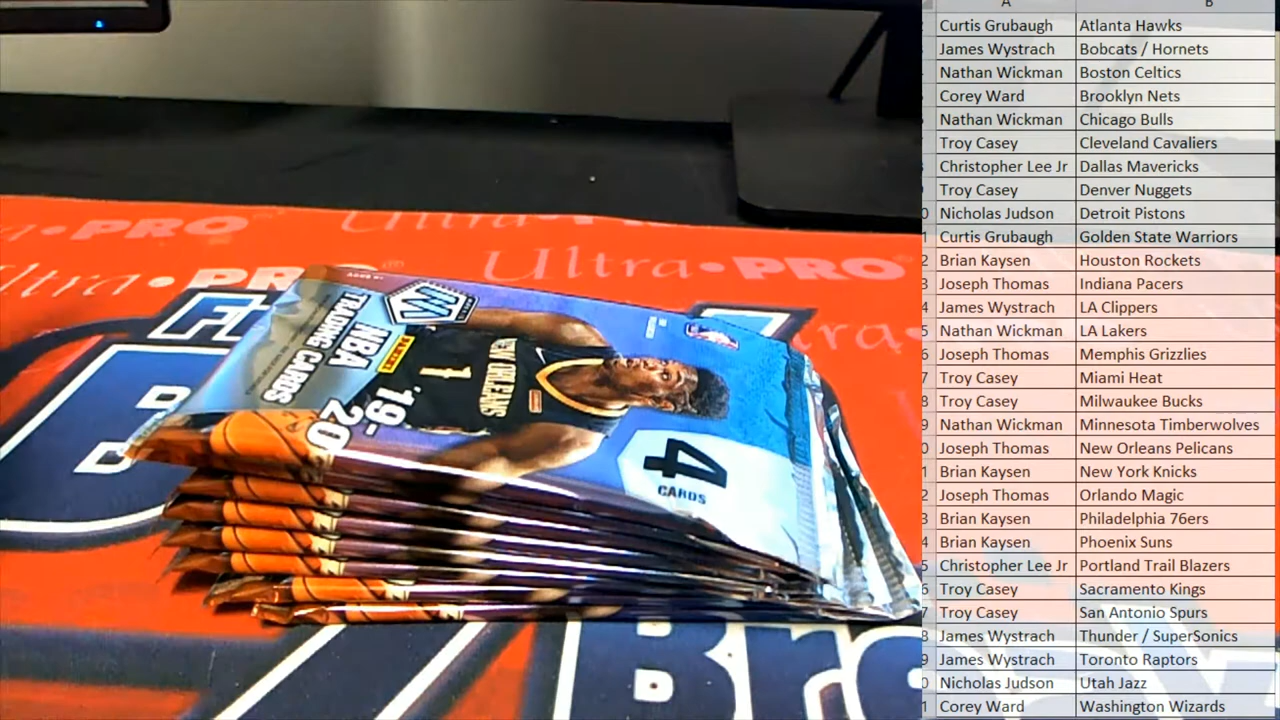 A B
Curtis Grubaugh Atlanta Hawks
James Wystrach Bobcats / Hornets
Nathan Wickman Boston Celtics
Corey Ward Brooklyn Nets
Nathan Wickman Chicago Bulls
Troy Casey Cleveland Cavaliers
Christopher Lee Jr Dallas Mavericks
Troy Casey Denver Nuggets
Nicholas Judson Detroit Pistons
Curtis Grubaugh Golden State Warriors
Brian Kaysen Houston Rockets
Joseph Thomas Indiana Pacers
James Wystrach LA Clippers
Nathan Wickman LA Lakers
Joseph Thomas Memphis Grizzlies
Troy Casey Miami Heat
Troy Casey Milwaukee Bucks
Nathan Wickman Minnesota Timberwolves
Joseph Thomas New Orleans Pelicans
Brian Kaysen New York Knicks
Joseph Thomas Orlando Magic
Brian Kaysen Philadelphia 76ers
Brian Kaysen Phoenix Suns
Christopher Lee Jr Portland Trail Blazers
Troy Casey Sacramento Kings
Troy Casey San Antonio Spurs
James Wystrach Thunder / SuperSonics
James Wystrach Toronto Raptors
Nicholas Judson Utah Jazz
Corey Ward Washington Wizards
Ultra•PRO
Ultra•PRO
Ultra•PRO
PANINI
NBA
TRADING CARDS
19-
20
NEW ORLEANS
1
4
CARDS
Br